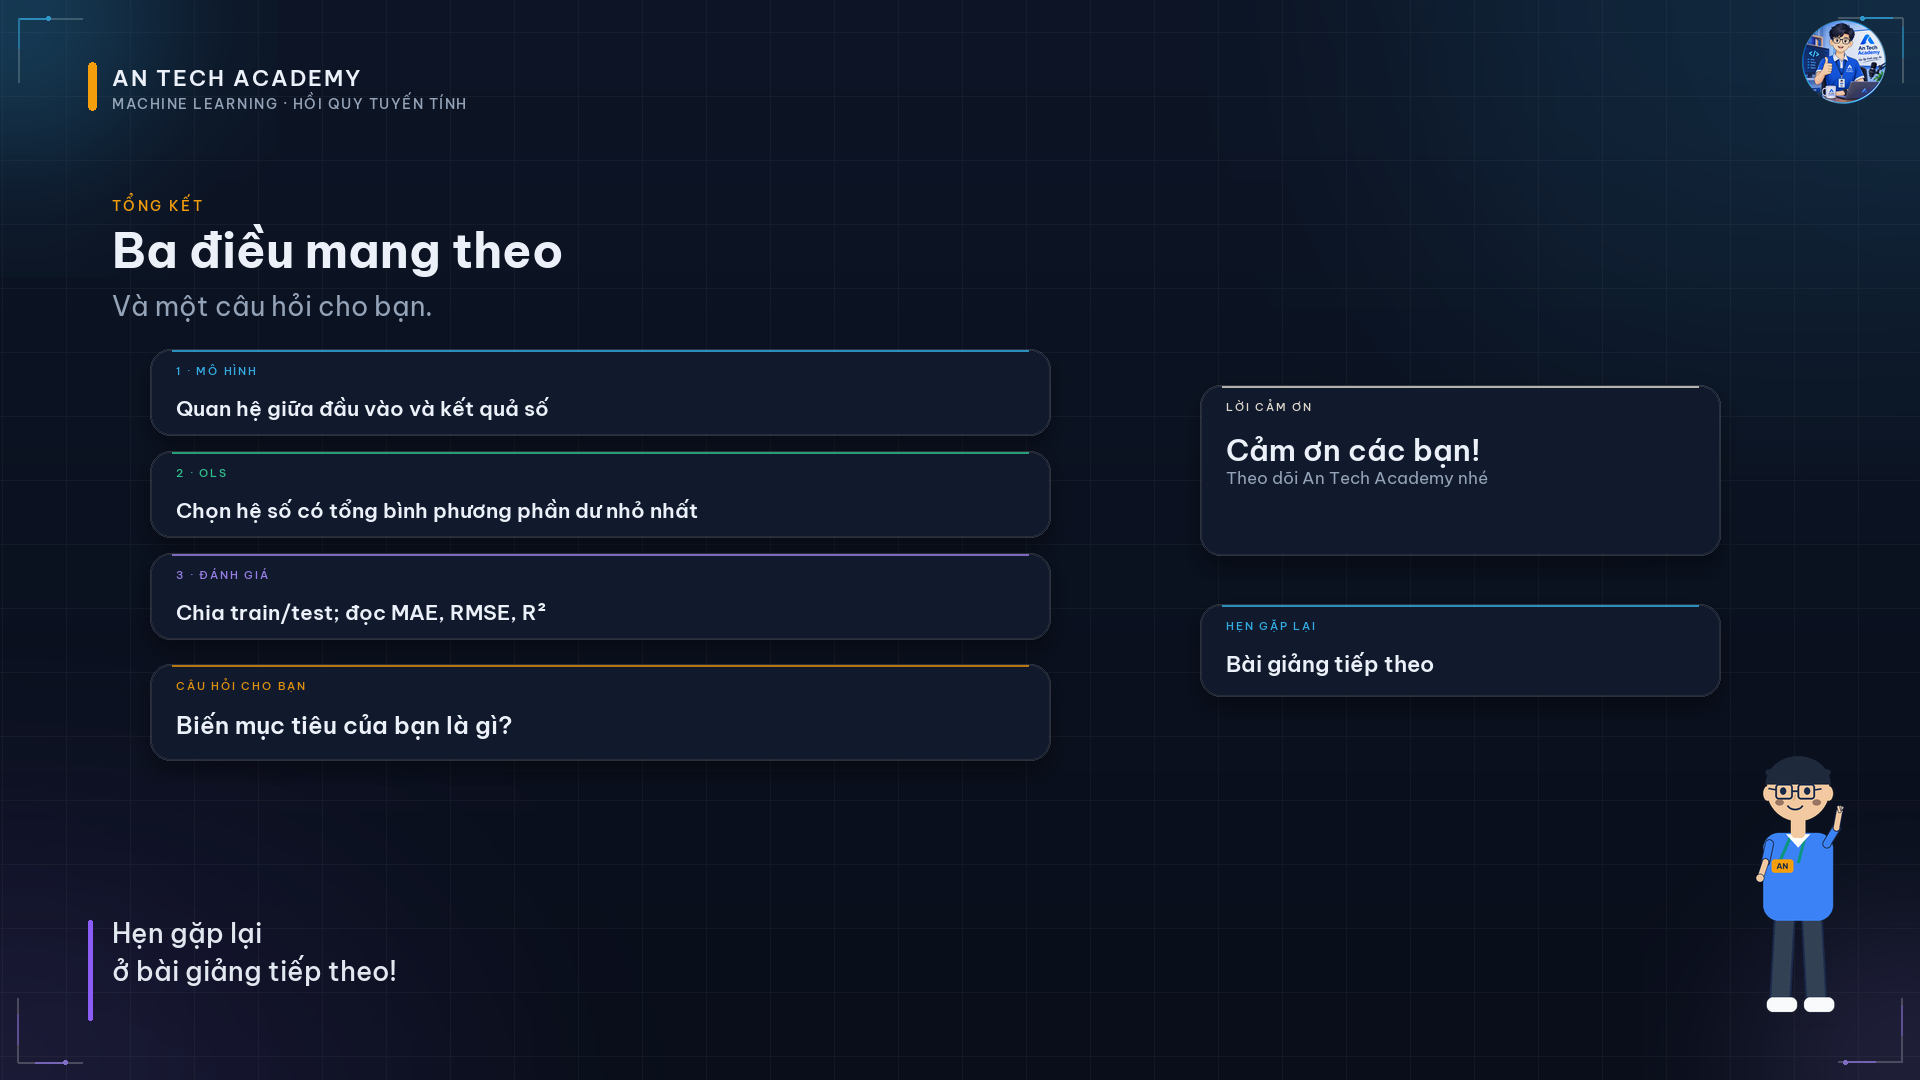 AN TECH ACADEMY
MACHINE LEARNING · HỒI QUY TUYẾN TÍNH
An Tech
Academy
TỔNG KẾT
Ba điều mang theo
Và một câu hỏi cho bạn.
1 · MÔ HÌNH
Quan hệ giữa đầu vào và kết quả số
2 · OLS
Chọn hệ số có tổng bình phương phần dư nhỏ nhất
3 · ĐÁNH GIÁ
Chia train/test; đọc MAE, RMSE, R²
CÂU HỎI CHO BẠN
Biến mục tiêu của bạn là gì?
LỜI CẢM ƠN
Cảm ơn các bạn!
Theo dõi An Tech Academy nhé
HẸN GẶP LẠI
Bài giảng tiếp theo
AN
Hẹn gặp lại
ở bài giảng tiếp theo!